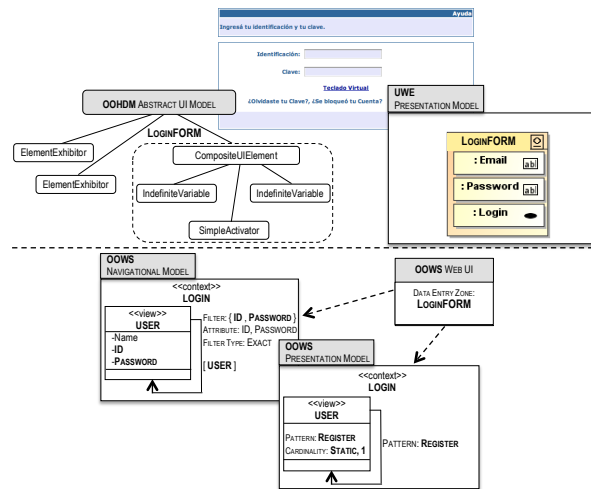 Ayuda
Ingresá tu identificación y tu clave.
Identificación:
Clave:
Teclado Virtual
¿Olvidaste tu Clave?, ¿Se bloqueó tu Cuenta?
OOHDM ABSTRACT UI MODEL
LOGINFORM
ElementExhibitor
ElementExhibitor
CompositeUIElement
IndefiniteVariable
IndefiniteVariable
SimpleActivator
UWE
PRESENTATION MODEL
LOGINFORM
: Email
ab
: Password
ab
: Login
OOWS
NAVIGATIONAL MODEL
<<context>>
LOGIN
<<view>>
USER
-Name
-ID
-PASSWORD
FILTER: { ID , PASSWORD }
ATTRIBUTE: ID, PASSWORD
FILTER TYPE: EXACT
[ USER ]
OOWS WEB UI
DATA ENTRY ZONE:
LOGINFORM
OOWS
PRESENTATION MODEL
<<context>>
LOGIN
<<view>>
USER
PATTERN: REGISTER
CARDINALITY: STATIC, 1
PATTERN: REGISTER